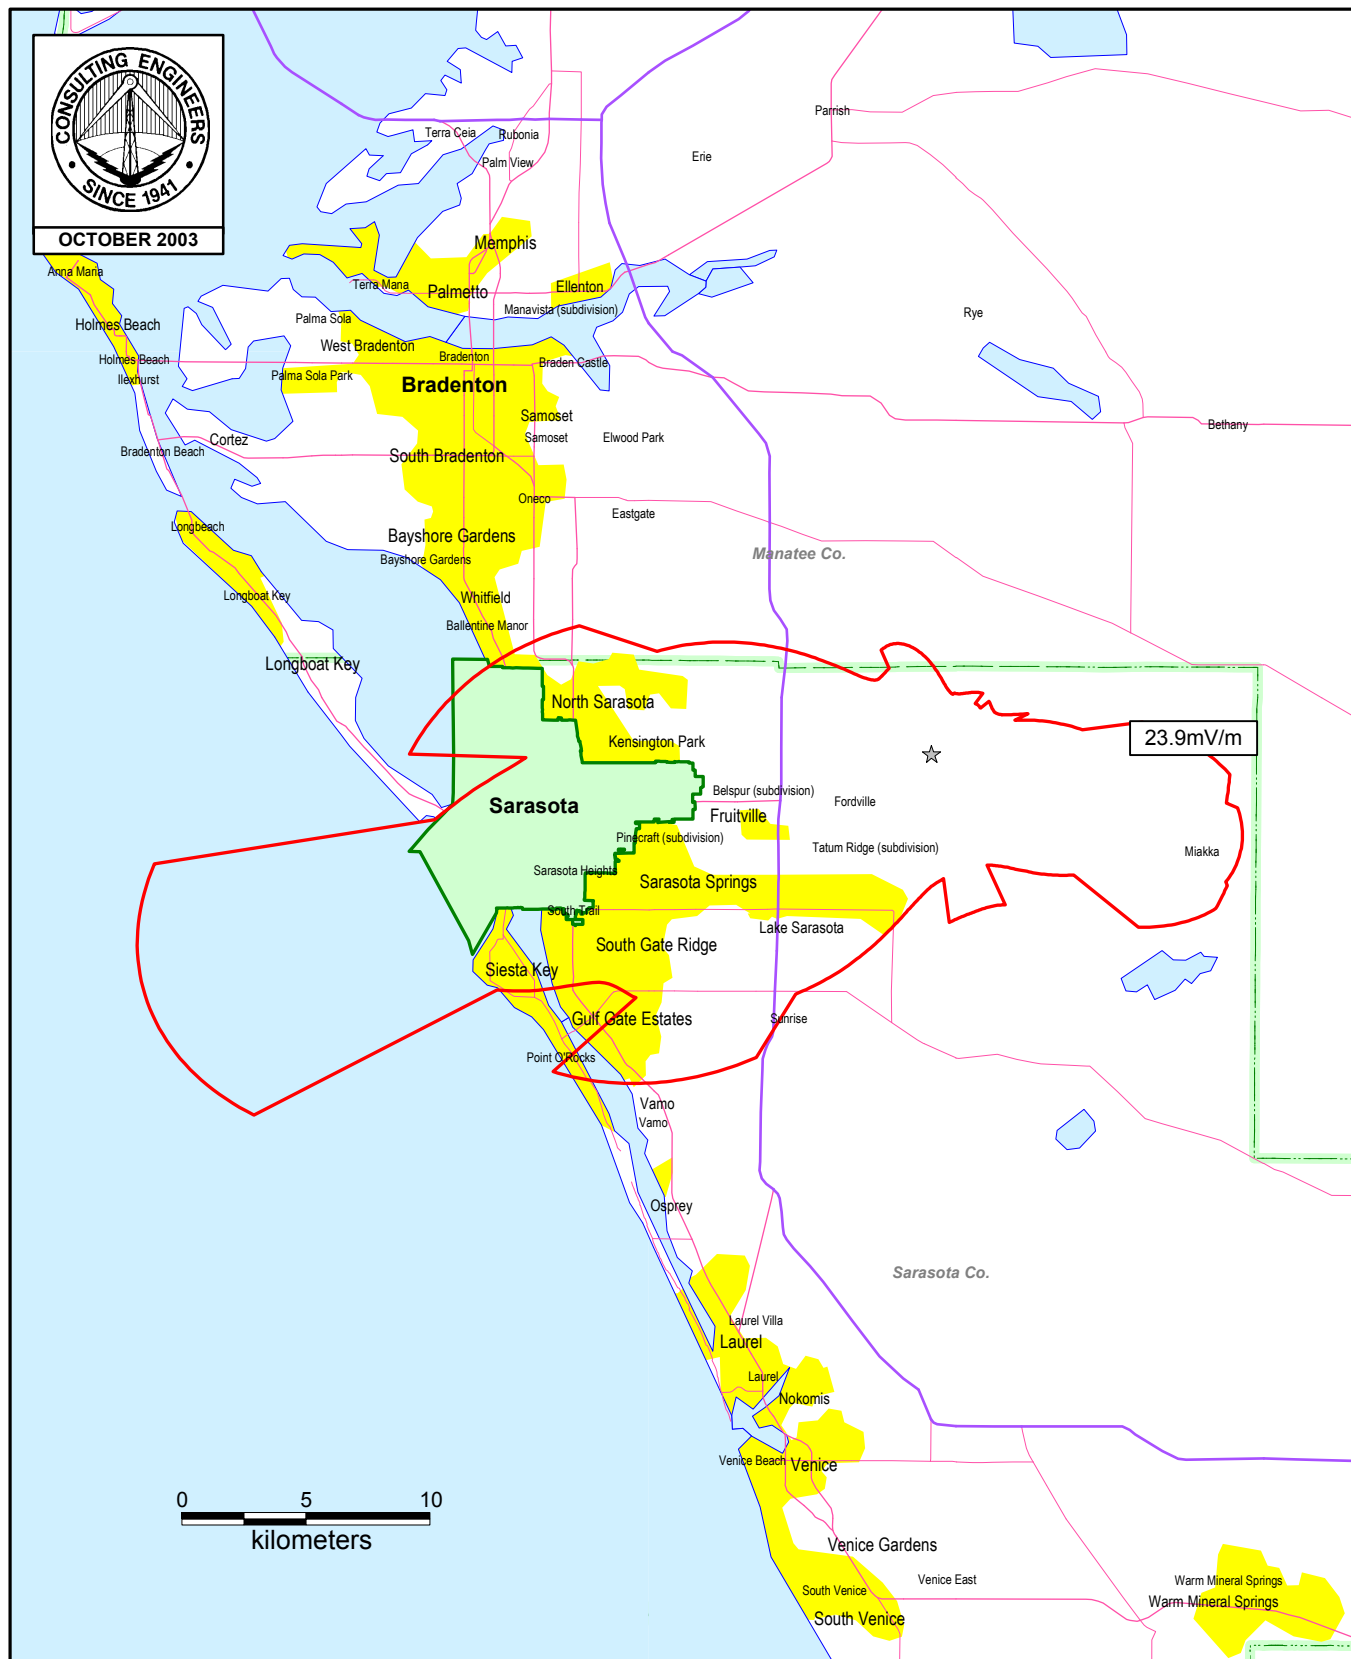 CONSULTING ENGINEERS
SINCE 1941
OCTOBER 2003
Parrish
Terra Ceia
Rubonia
Erie
Palm View
Memphis
Anna Maria
Terra Mana
Palmetto
Ellenton
Manavista (subdivision)
Rye
Palma Sola
Holmes Beach
West Bradenton
Holmes Beach
Bradenton
Braden Castle
Ilexhurst
Palma Sola Park
Bradenton
Samoset
Bethany
Cortez
Samoset
Elwood Park
Bradenton Beach
South Bradenton
Oneco
Eastgate
Longbeach
Bayshore Gardens
Manatee Co.
Bayshore Gardens
Longboat Key
Whitfield
Ballentine Manor
Longboat Key
North Sarasota
Kensington Park
23.9mV/m
Belspur (subdivision)
Sarasota
Fordville
Fruitville
Pinecraft (subdivision)
Tatum Ridge (subdivision)
Miakka
Sarasota Heights
Sarasota Springs
South Trail
Lake Sarasota
South Gate Ridge
Siesta Key
Gulf Gate Estates
Sunrise
Point O'Rocks
Vamo
Vamo
Osprey
Sarasota Co.
Laurel Villa
Laurel
Laurel
Nokomis
Venice Beach
Venice
0 5 10
kilometers
Venice Gardens
Venice East
Warm Mineral Springs
South Venice
Warm Mineral Springs
South Venice